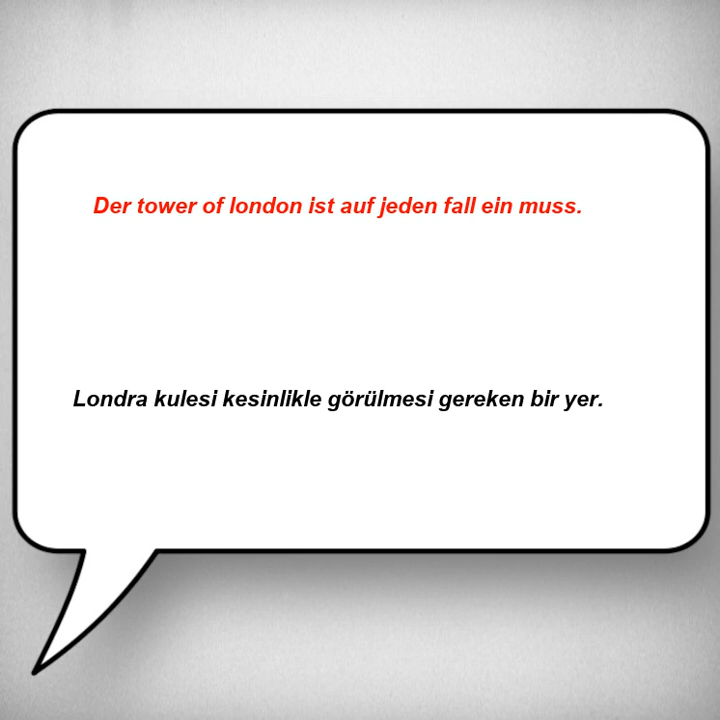 Der tower of london ist auf jeden fall ein muss.
Londra kulesi kesinlikle görülmesi gereken bir yer.